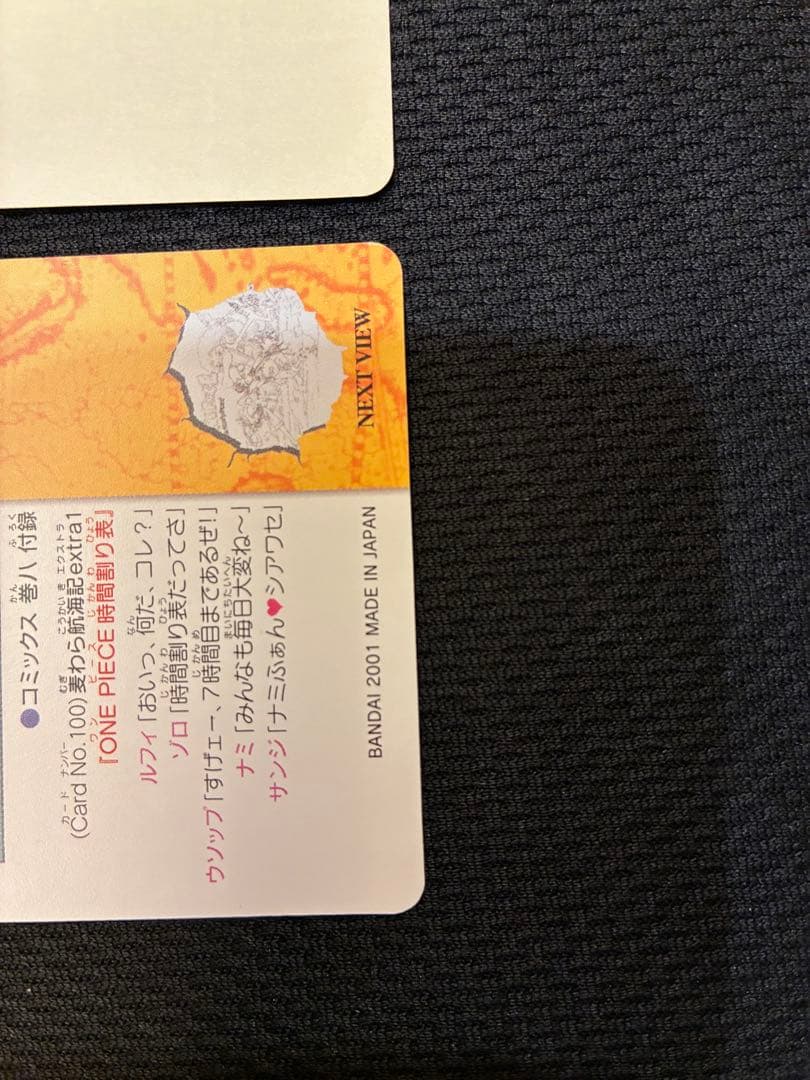 ●コミックス 巻八 付録
(Card No.100)麦わら航海記extra1
『ONE PIECE 時間割り表』
ルフィ「おいっ、何だ、コレ?」
ゾロ「時間割り表だってさ」
ウソップ「すげェー、7時間目まであるぜ!」
ナミ「みんなも毎日大変ね〜」
サンジ「ナミふぁん♥シアワセ」
BANDAI 2001 MADE IN JAPAN
NEXT VIEW